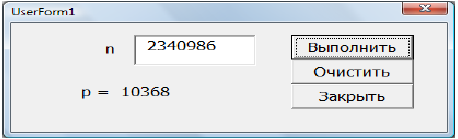 UserForm1
n 2340986
p = 10368
Выполнить
Очистить
Закрыть